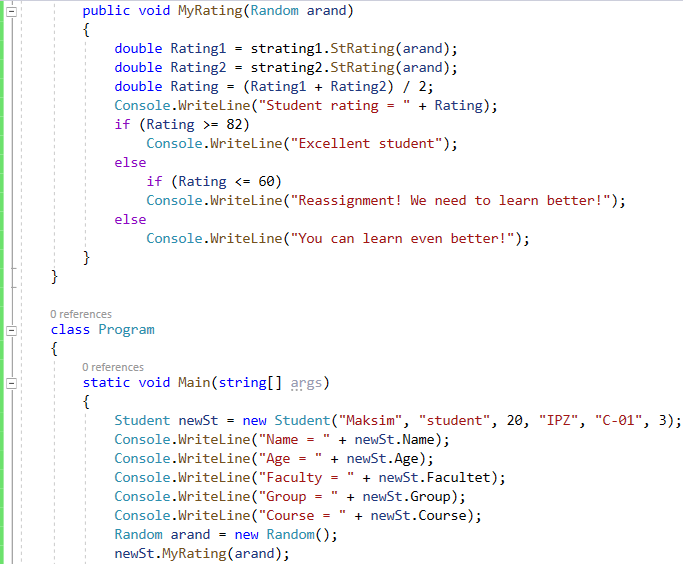 public void MyRating(Random arand)
{
double Rating1 = strating1.StRating(arand);
double Rating2 = strating2.StRating(arand);
double Rating = (Rating1 + Rating2) / 2;
Console.WriteLine("Student rating = " + Rating);
if (Rating >= 82)
Console.WriteLine("Excellent student");
else
if (Rating <= 60)
Console.WriteLine("Reassignment! We need to learn better!");
else
Console.WriteLine("You can learn even better!");
}
}
0 references
class Program
{
0 references
static void Main(string[] args)
{
Student newSt = new Student("Maksim", "student", 20, "IPZ", "C-01", 3);
Console.WriteLine("Name = " + newSt.Name);
Console.WriteLine("Age = " + newSt.Age);
Console.WriteLine("Faculty = " + newSt.Facultet);
Console.WriteLine("Group = " + newSt.Group);
Console.WriteLine("Course = " + newSt.Course);
Random arand = new Random();
newSt.MyRating(arand);